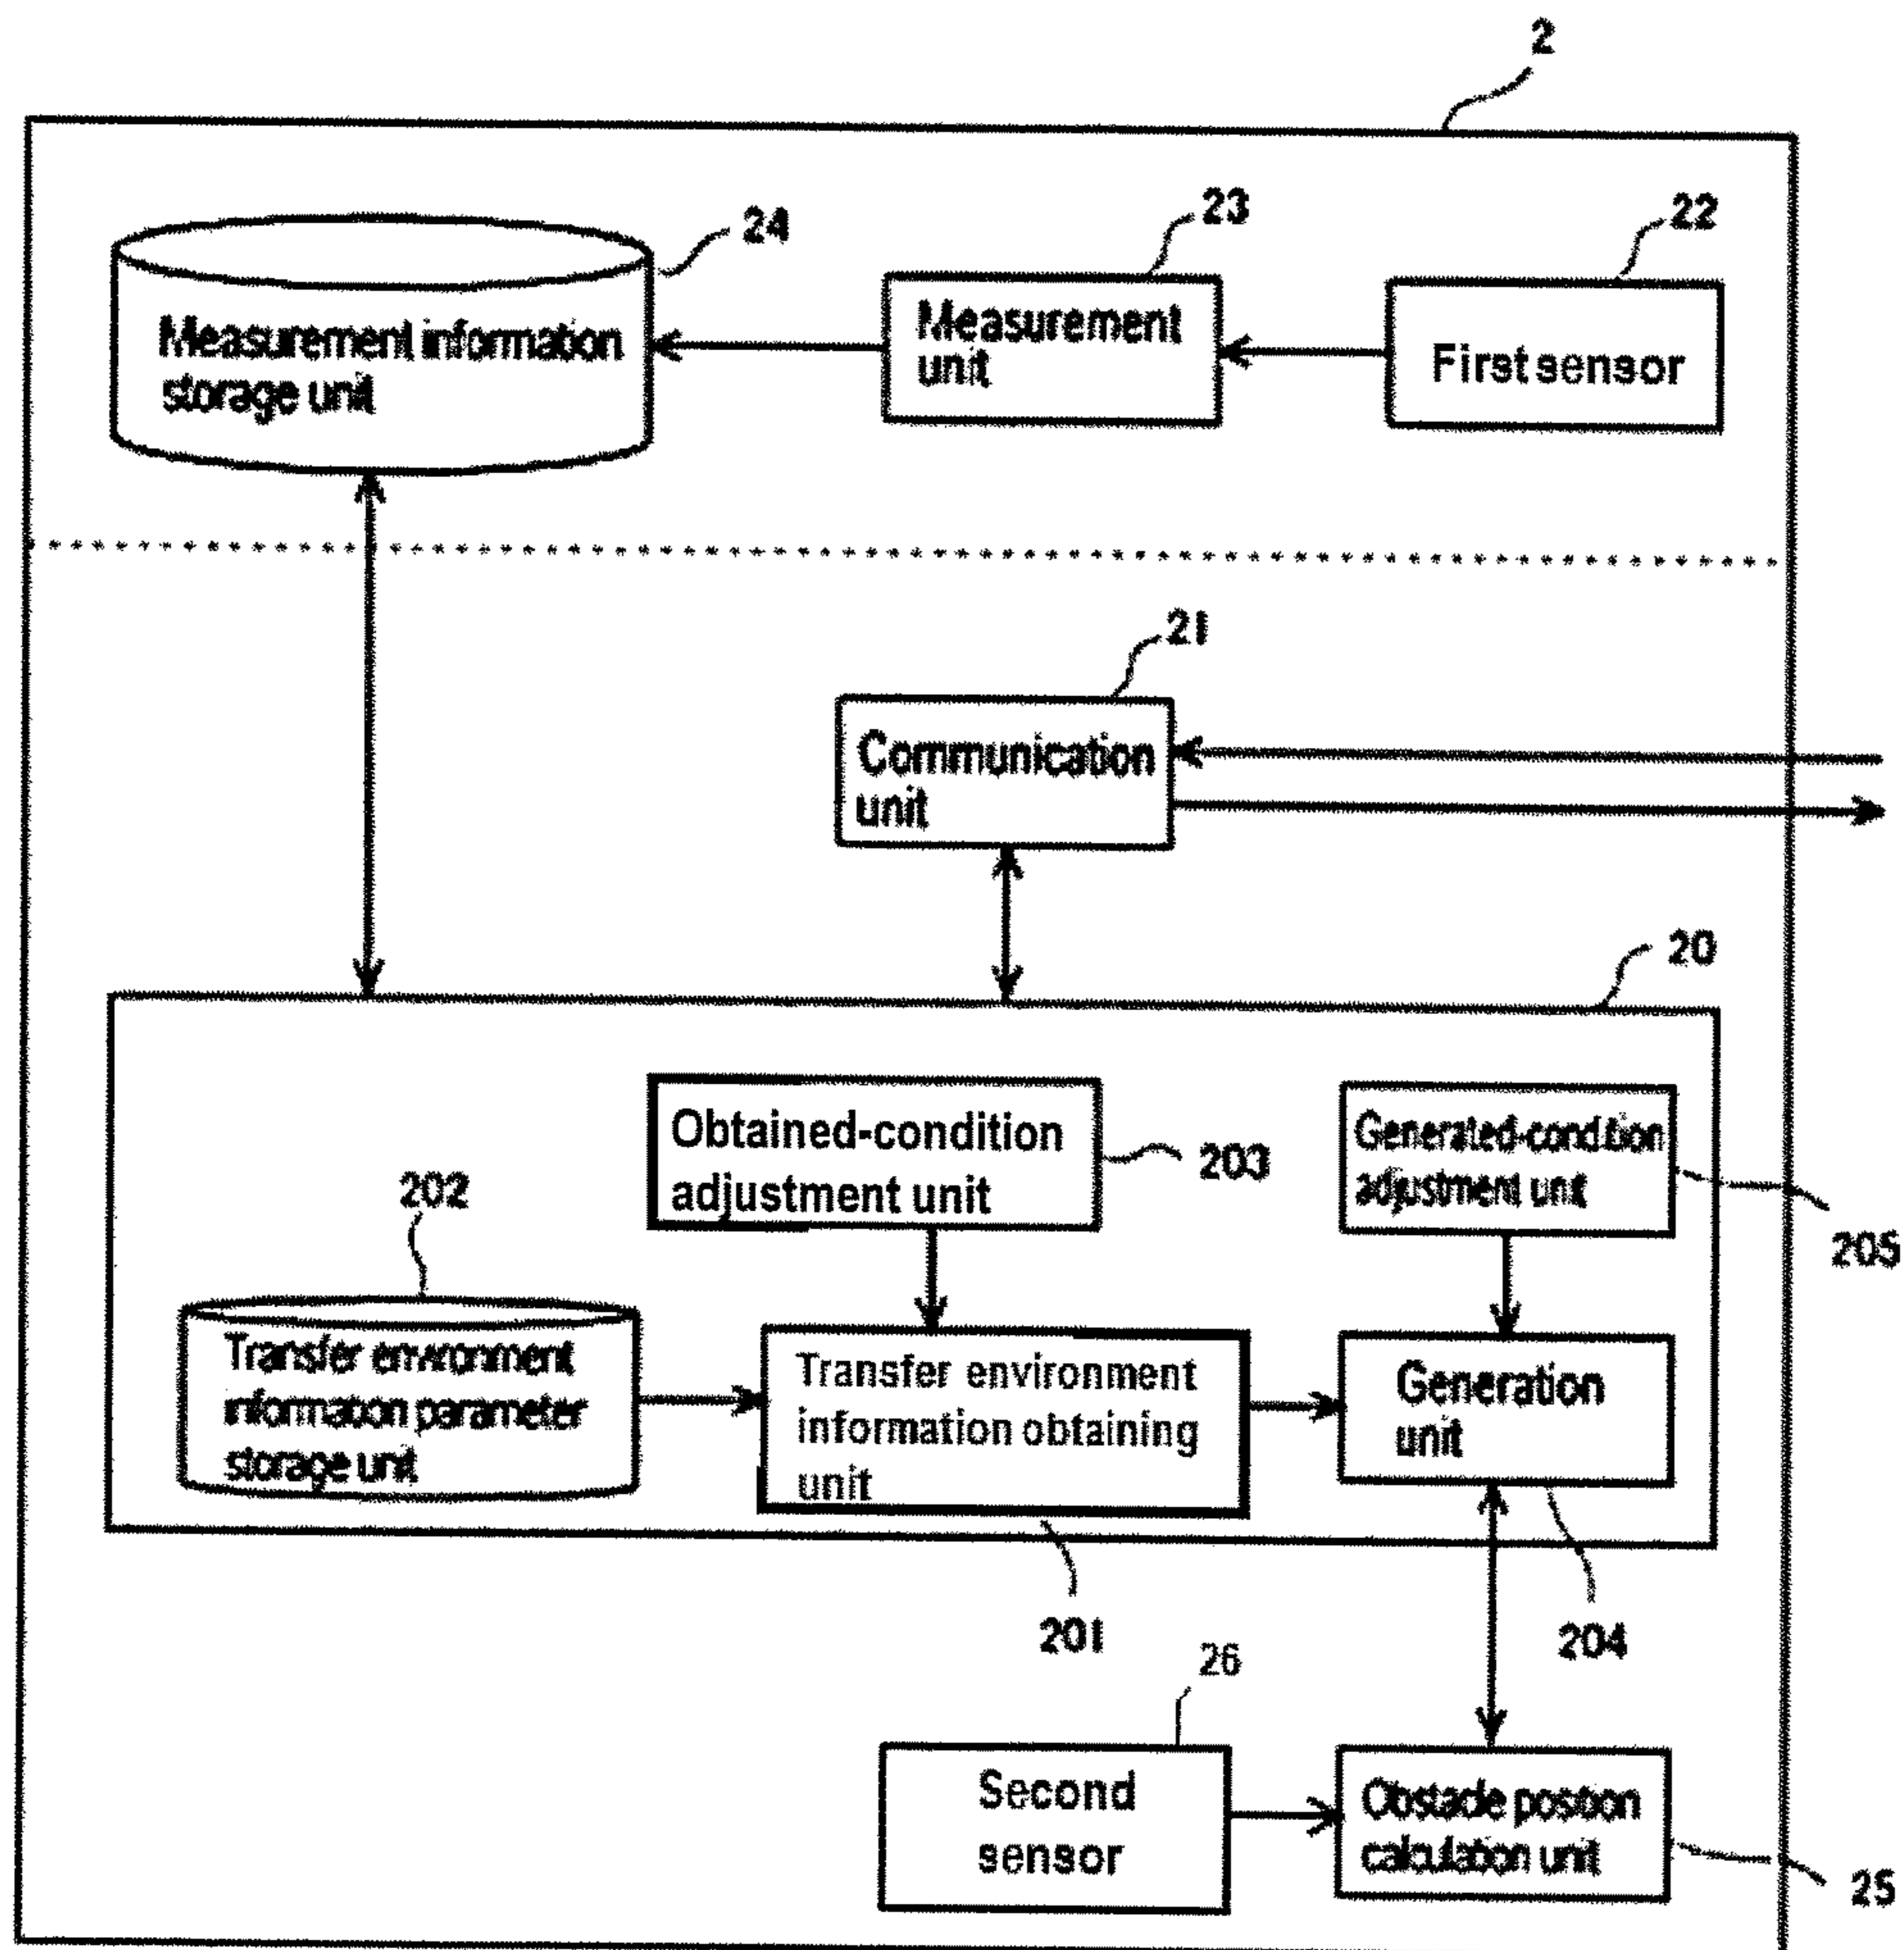 2
24
23
22
Measurement information
storage unit
Measurement
unit
First sensor
21
Communication
unit
20
Obtained-condition
adjustment unit
203
Generated-condition
adjustment unit
205
202
Transfer environment
information parameter
storage unit
Transfer environment
information obtaining
unit
Generation
unit
201
204
26
Second
sensor
Obstacle position
calculation unit
25